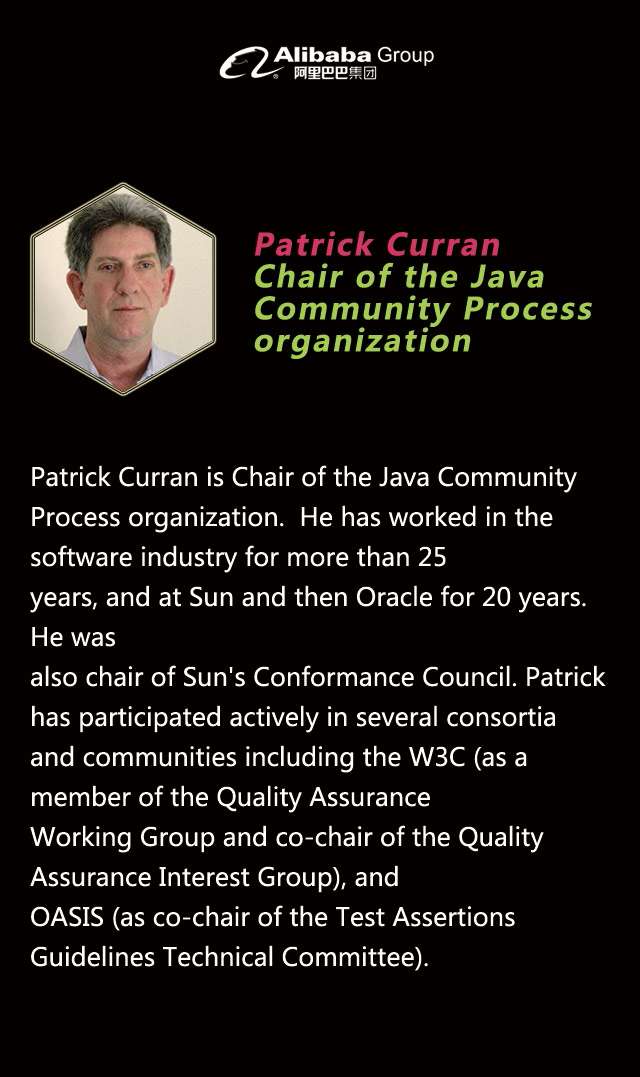 Alibaba Group
阿里巴巴集团
Patrick Curran
Chair of the Java
Community Process
organization
Patrick Curran is Chair of the Java Community
Process organization.  He has worked in the
software industry for more than 25
years, and at Sun and then Oracle for 20 years.
He was
also chair of Sun's Conformance Council. Patrick
has participated actively in several consortia
and communities including the W3C (as a
member of the Quality Assurance
Working Group and co-chair of the Quality
Assurance Interest Group), and
OASIS (as co-chair of the Test Assertions
Guidelines Technical Committee).